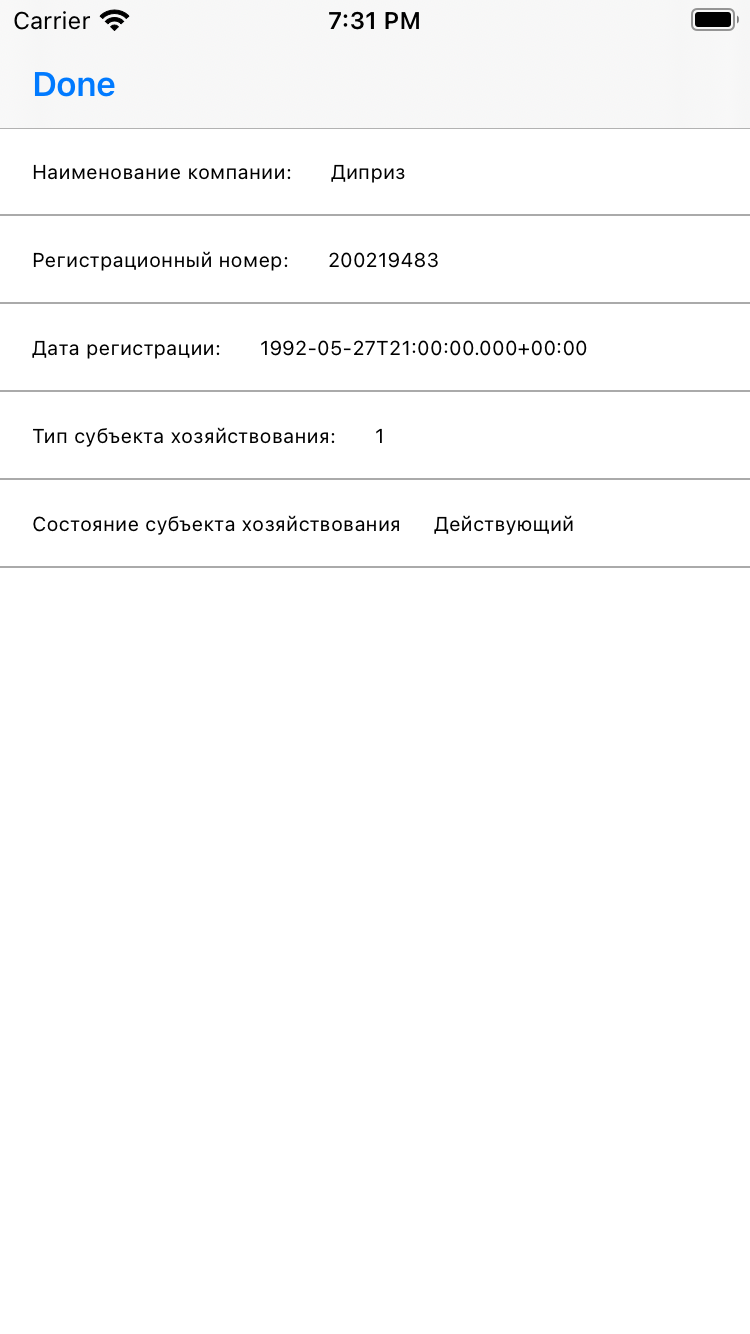 Carrier 7:31 PM
Done
Наименование компании: Диприз
Регистрационный номер: 200219483
Дата регистрации: 1992-05-27T21:00:00.000+00:00
Тип субъекта хозяйствования: 1
Состояние субъекта хозяйствования Действующий